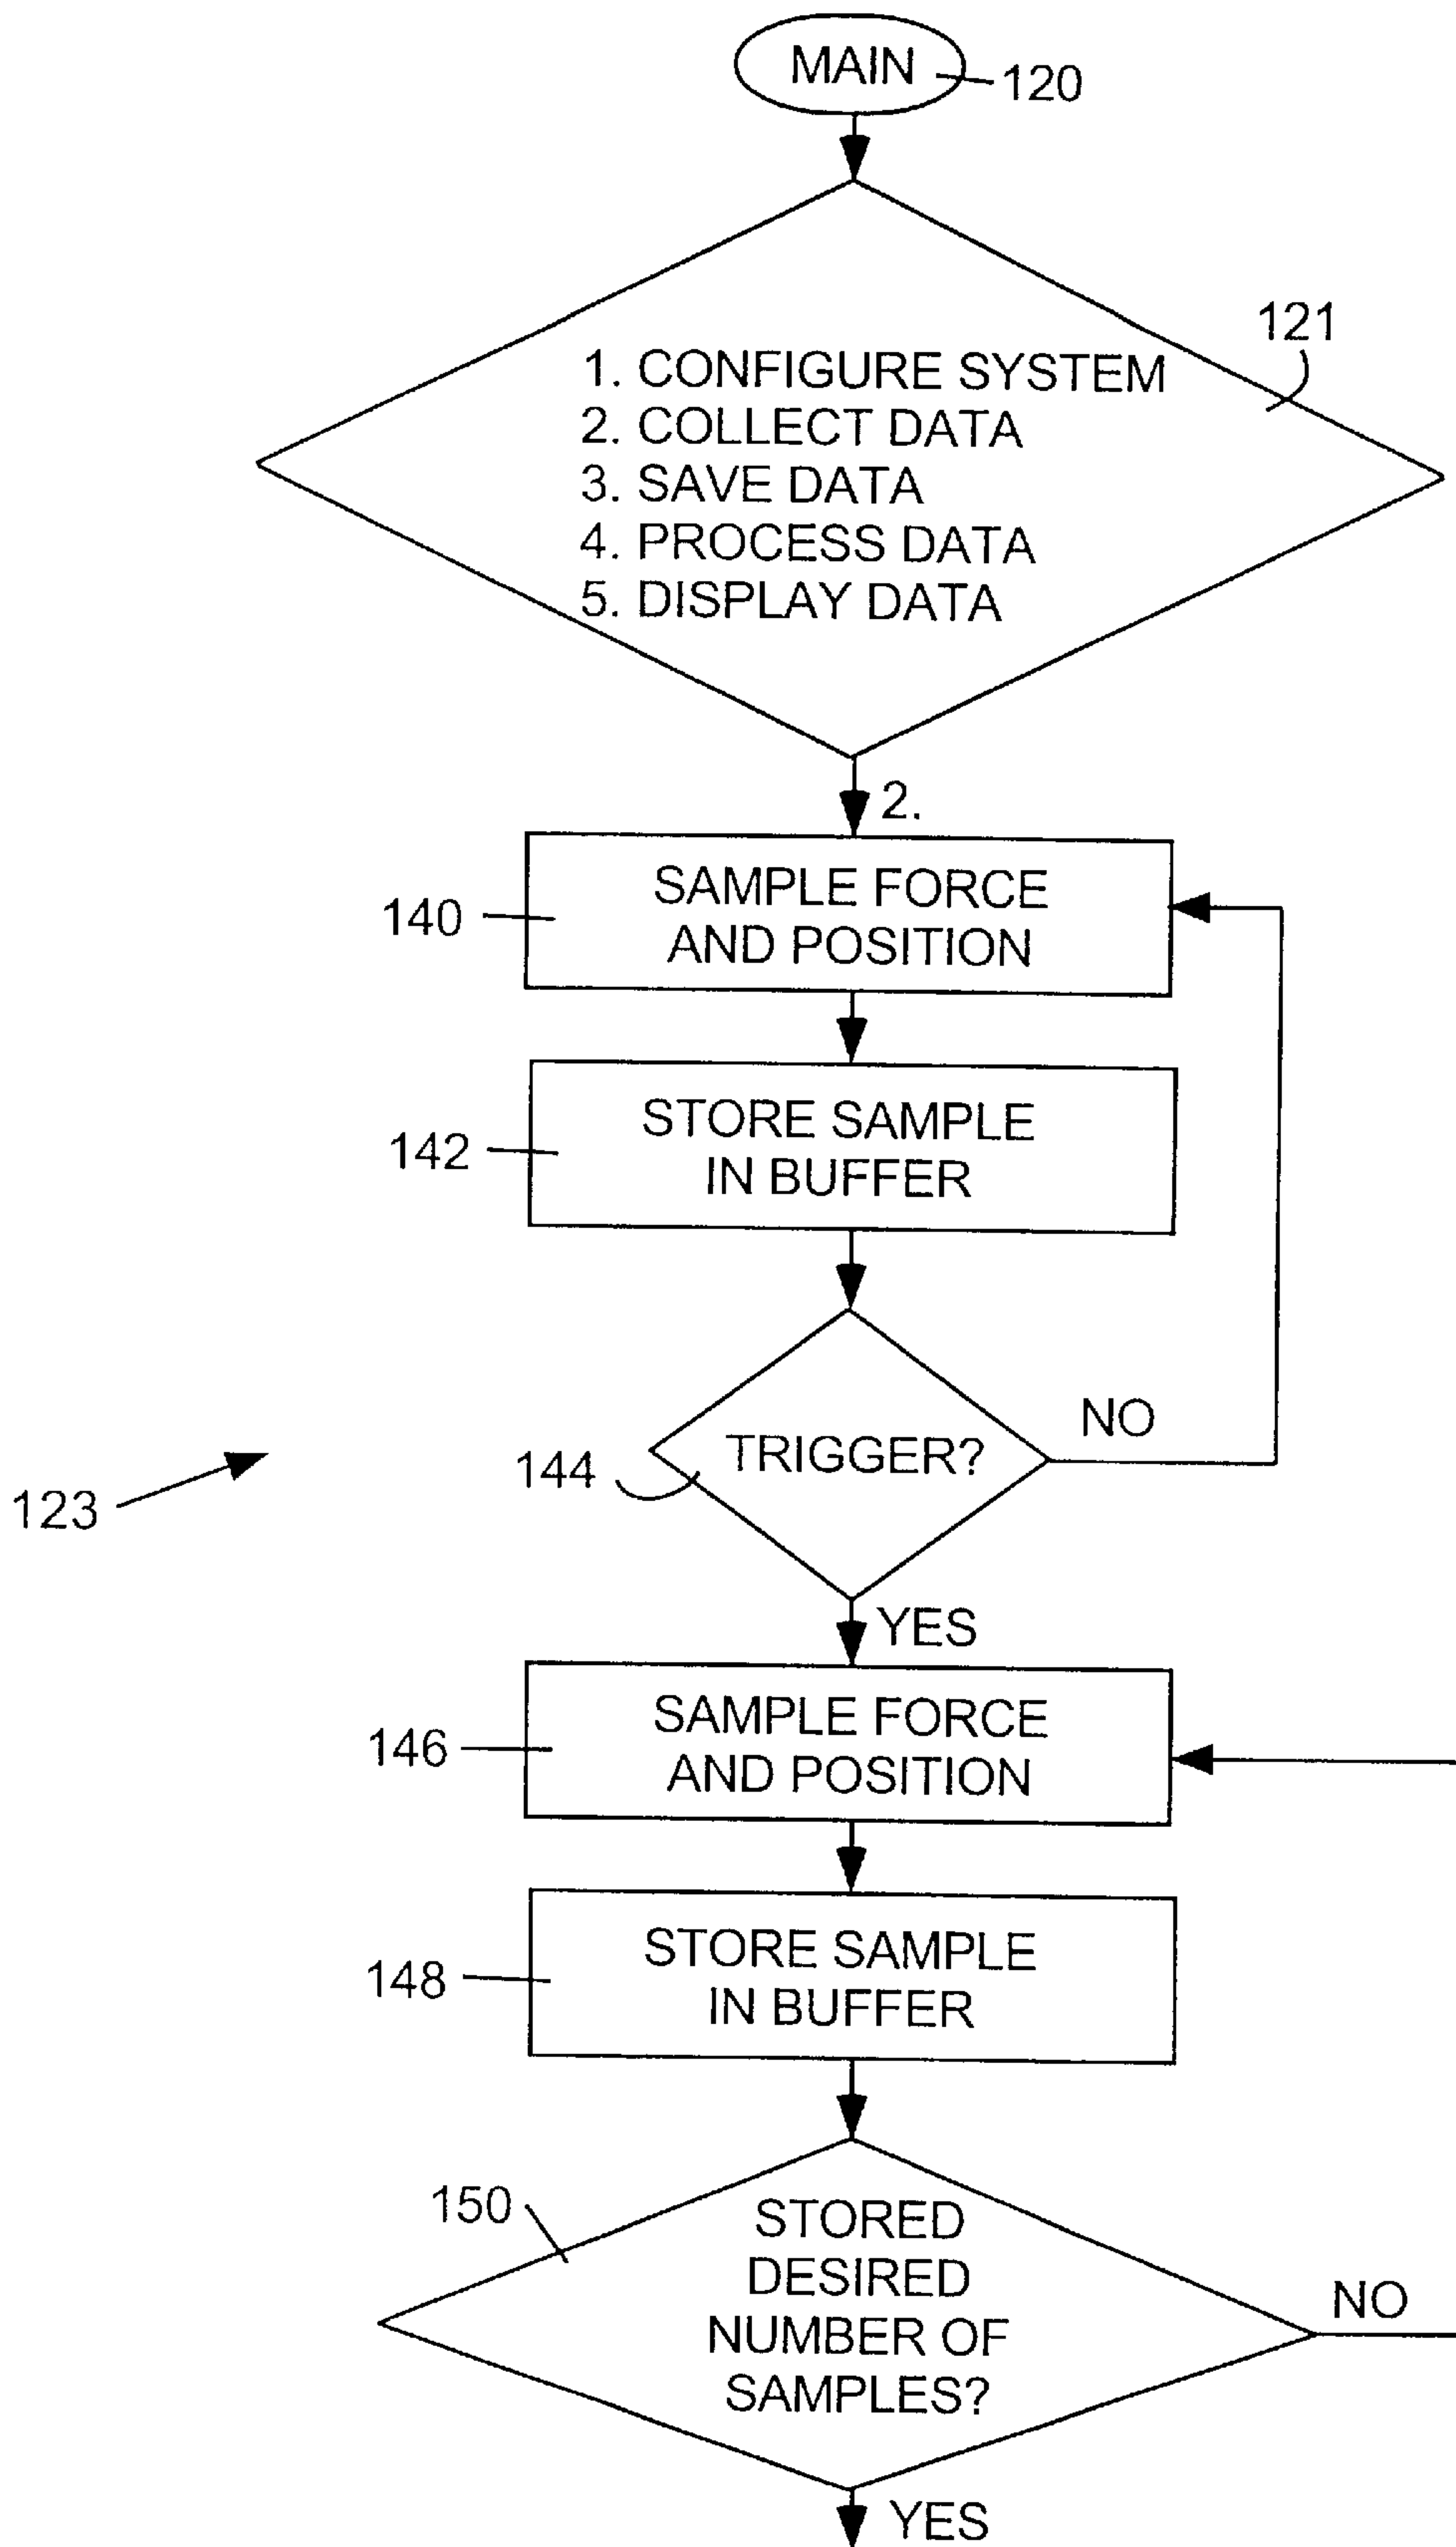 MAIN
120
121
1. CONFIGURE SYSTEM
2. COLLECT DATA
3. SAVE DATA
4. PROCESS DATA
5. DISPLAY DATA
2.
SAMPLE FORCE
AND POSITION
140
STORE SAMPLE
IN BUFFER
142
TRIGGER?
NO
144
123
YES
SAMPLE FORCE
AND POSITION
146
STORE SAMPLE
IN BUFFER
148
150
STORED
DESIRED
NUMBER OF
SAMPLES?
NO
YES